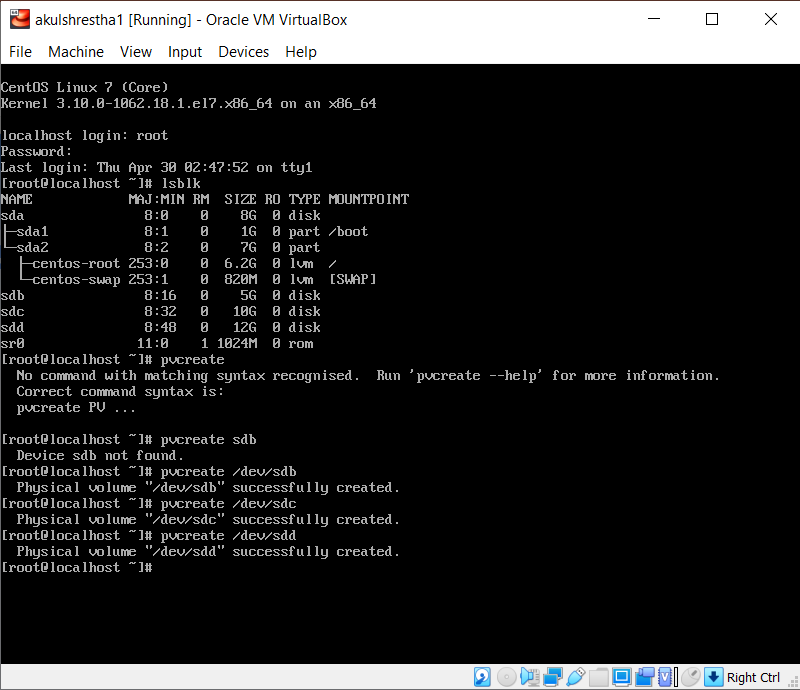 akulshrestha1 [Running] - Oracle VM VirtualBox
File Machine View Input Devices Help
CentOS Linux 7 (Core)
Kernel 3.10.0-1062.18.1.el7.x86_64 on an x86_64
localhost login: root
Password:
Last login: Thu Apr 30 02:47:52 on tty1
[root@localhost ~]# lsblk
NAME            MAJ:MIN RM  SIZE RO TYPE MOUNTPOINT
sda               8:0    0    8G  0 disk
├─sda1            8:1    0    1G  0 part /boot
└─sda2            8:2    0    7G  0 part
  ├─centos-root 253:0    0  6.2G  0 lvm  /
  └─centos-swap 253:1    0  820M  0 lvm  [SWAP]
sdb               8:16   0    5G  0 disk
sdc               8:32   0   10G  0 disk
sdd               8:48   0   12G  0 disk
sr0              11:0    1 1024M  0 rom
[root@localhost ~]# pvcreate
  No command with matching syntax recognised.  Run 'pvcreate --help' for more information.
  Correct command syntax is:
  pvcreate PV ...
[root@localhost ~]# pvcreate sdb
  Device sdb not found.
[root@localhost ~]# pvcreate /dev/sdb
  Physical volume "/dev/sdb" successfully created.
[root@localhost ~]# pvcreate /dev/sdc
  Physical volume "/dev/sdc" successfully created.
[root@localhost ~]# pvcreate /dev/sdd
  Physical volume "/dev/sdd" successfully created.
[root@localhost ~]#
Right Ctrl